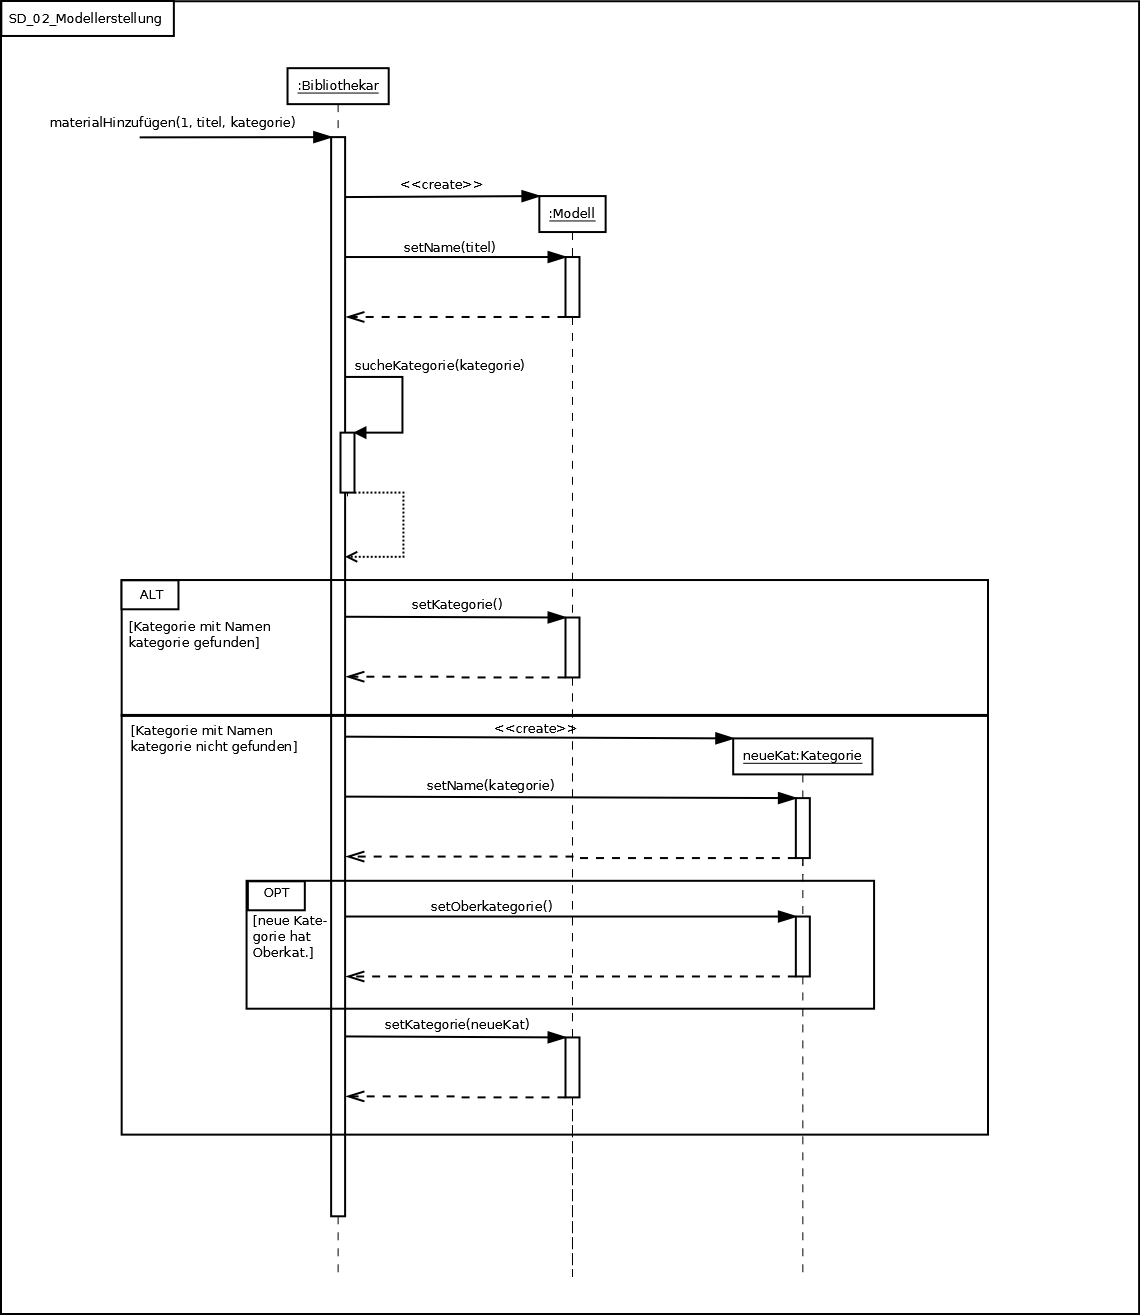 SD_02_Modellerstellung
:Bibliothekar
materialHinzufügen(1, titel, kategorie)
<<create>>
:Modell
setName(titel)
sucheKategorie(kategorie)
ALT
setKategorie()
[Kategorie mit Namen
kategorie gefunden]
[Kategorie mit Namen
kategorie nicht gefunden]
<<create>>
neueKat:Kategorie
setName(kategorie)
OPT
setOberkategorie()
[neue Kate-
gorie hat
Oberkat.]
setKategorie(neueKat)